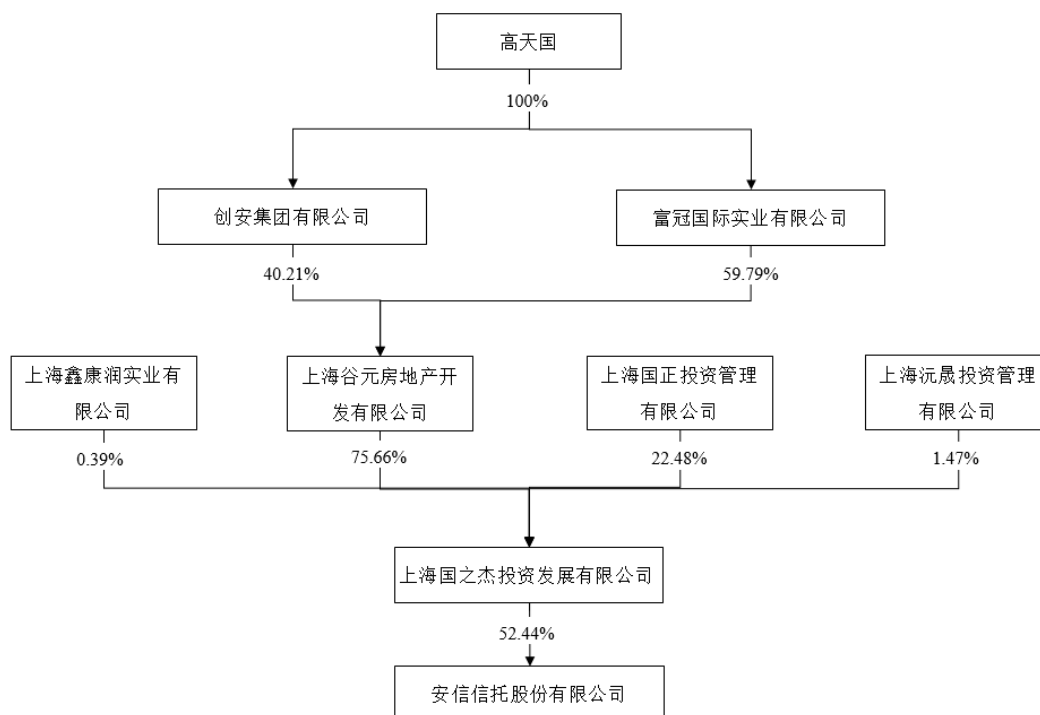 高天国
100%
创安集团有限公司
富冠国际实业有限公司
40.21%
59.79%
上海鑫康润实业有
限公司
上海谷元房地产开
发有限公司
上海国正投资管理
有限公司
上海沅晟投资管理
有限公司
0.39%
75.66%
22.48%
1.47%
上海国之杰投资发展有限公司
52.44%
安信信托股份有限公司